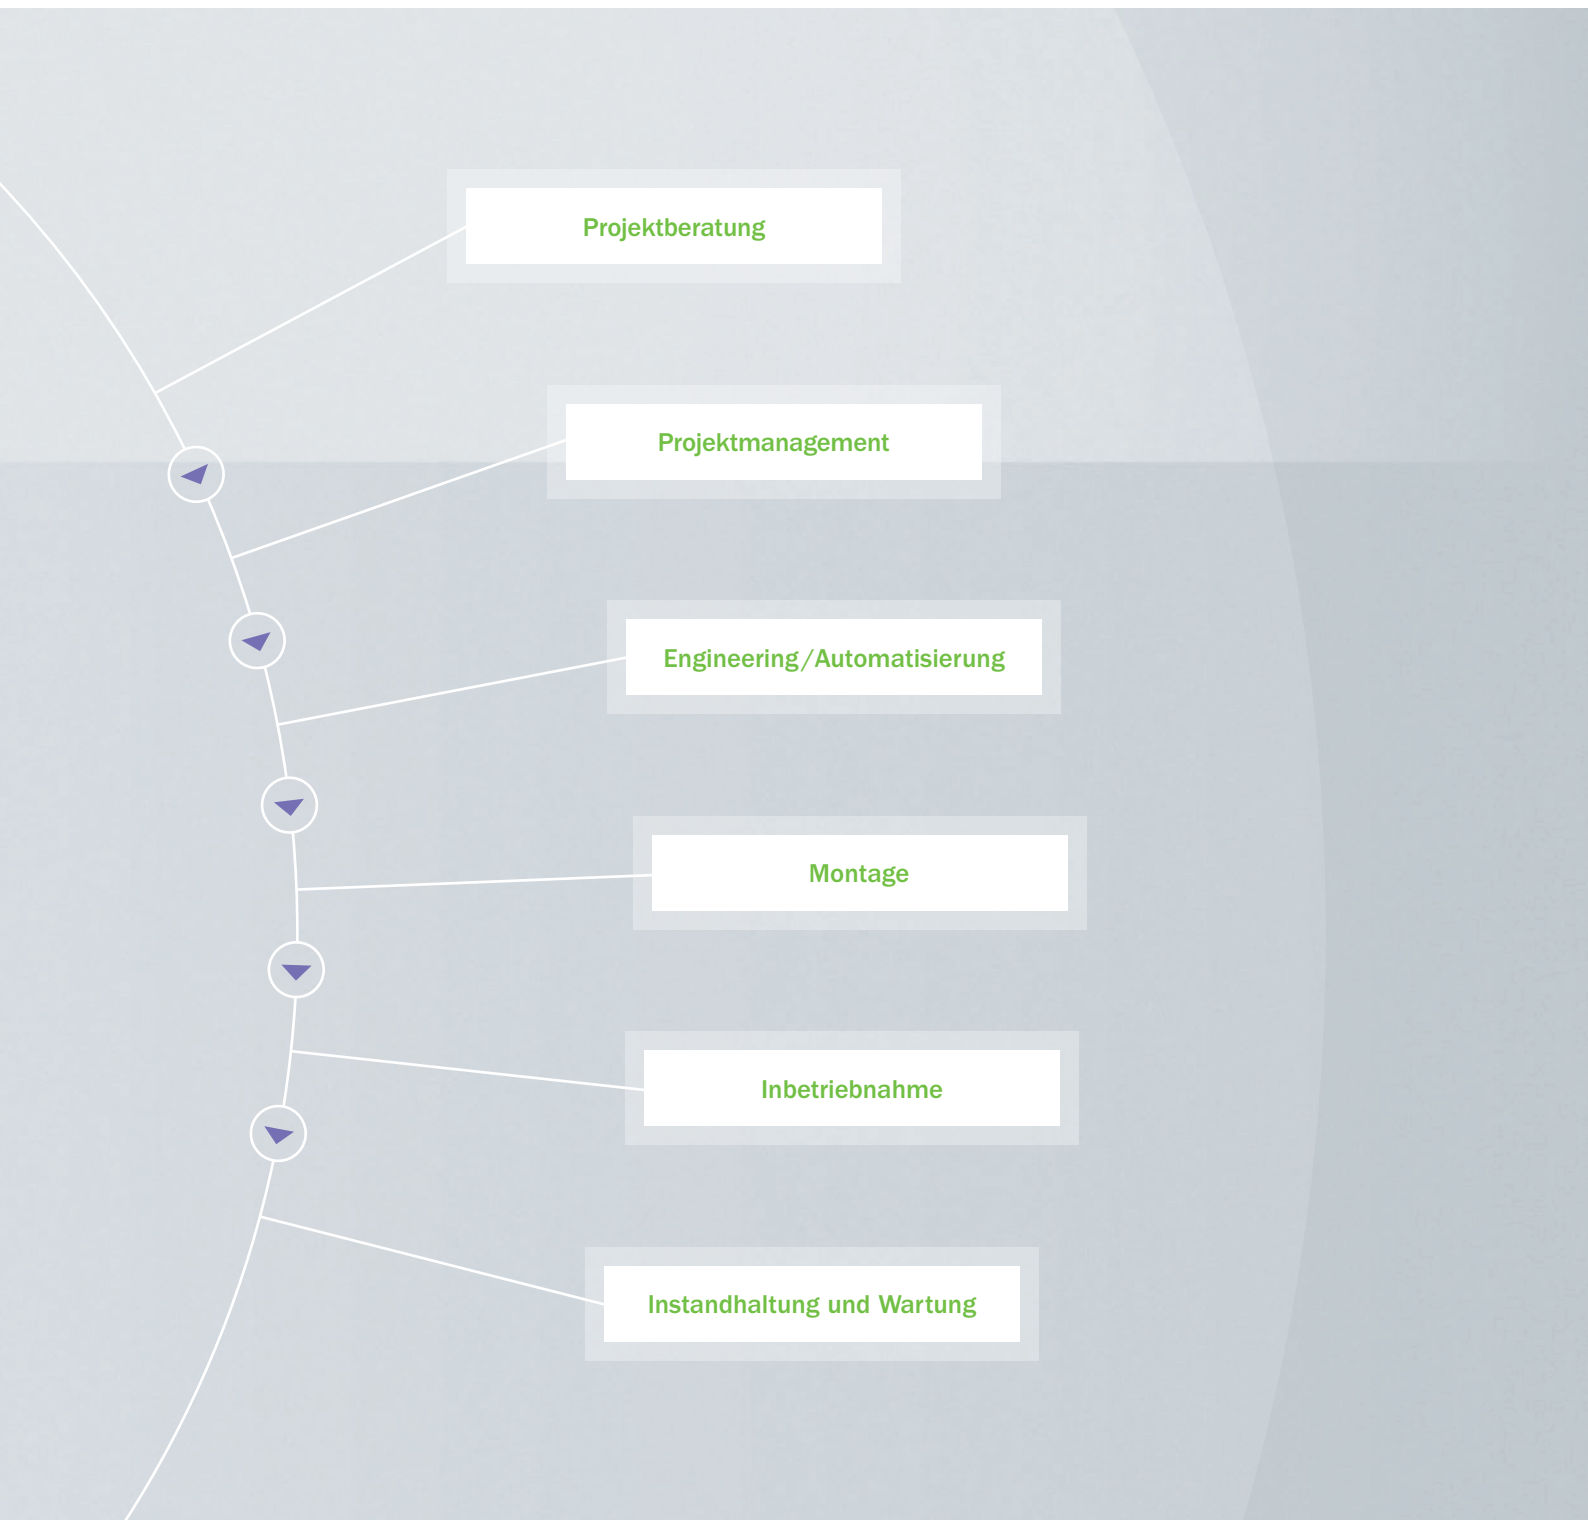 Projektberatung
Projektmanagement
Engineering/Automatisierung
Montage
Inbetriebnahme
Instandhaltung und Wartung